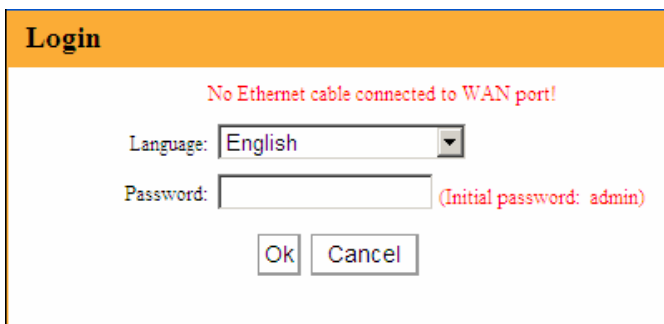 Login
No Ethernet cable connected to WAN port!
Language: English
Password: (Initial password: admin)
Ok Cancel